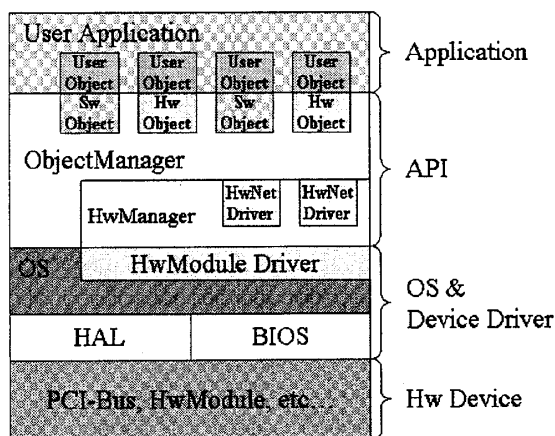 User Application
User Object
User Object
User Object
User Object
Application
Sw Object
Hw Object
Sw Object
Hw Object
ObjectManager
API
HwManager
HwNet Driver
HwNet Driver
OS
HwModule Driver
OS &
Device Driver
HAL
BIOS
PCI-Bus, HwModule, etc...
Hw Device